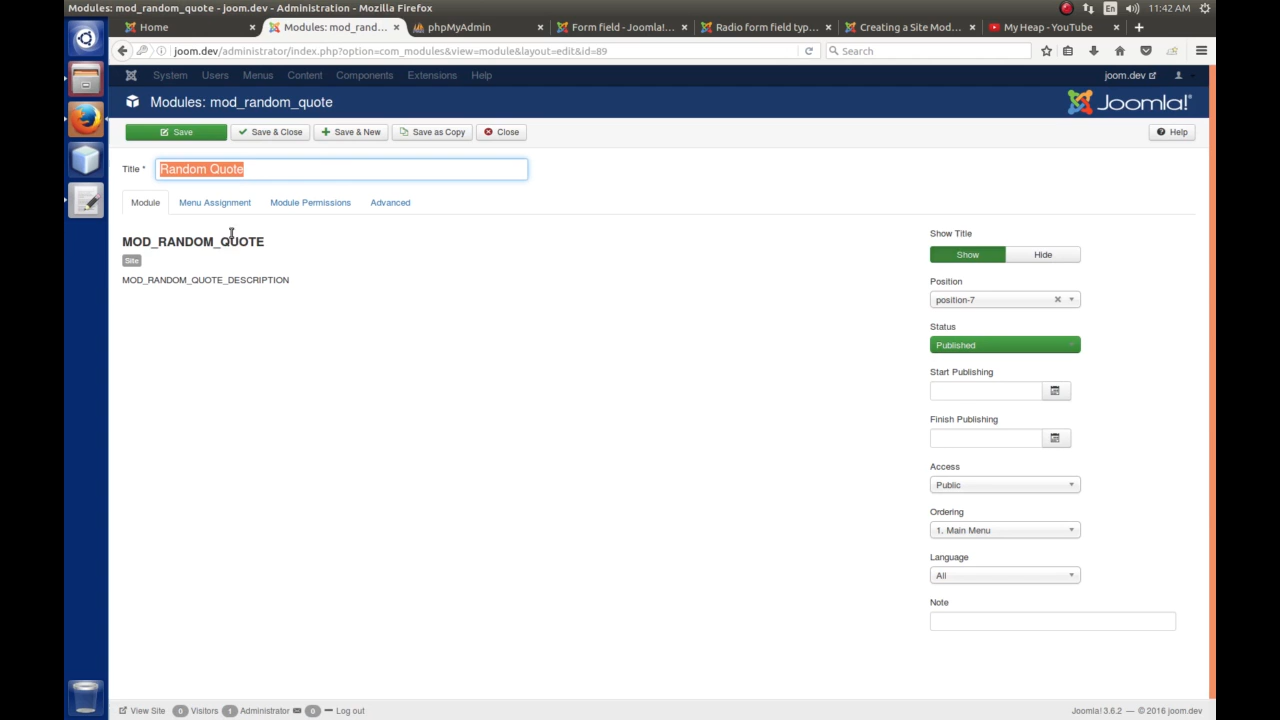 Modules: mod_random_quote - joom.dev - Administration - Mozilla Firefox
En
11:42 AM
Home
Modules: mod_rand...
phpMyAdmin
Form field - Joomla!...
Radio form field typ...
Creating a Site Mod...
My Heap - YouTube
joom.dev/administrator/index.php?option=com_modules&view=module&layout=edit&id=89
Search
System
Users
Menus
Content
Components
Extensions
Help
joom.dev
Modules: mod_random_quote
Joomla!®
Save
Save & Close
Save & New
Save as Copy
Close
Help
Title *
Random Quote
Module
Menu Assignment
Module Permissions
Advanced
MOD_RANDOM_QUOTE
Site
MOD_RANDOM_QUOTE_DESCRIPTION
Show Title
Show
Hide
Position
position-7
Status
Published
Start Publishing
Finish Publishing
Access
Public
Ordering
1. Main Menu
Language
All
Note
View Site
0 Visitors
1 Administrator
0
Log out
Joomla! 3.6.2 — © 2016 joom.dev